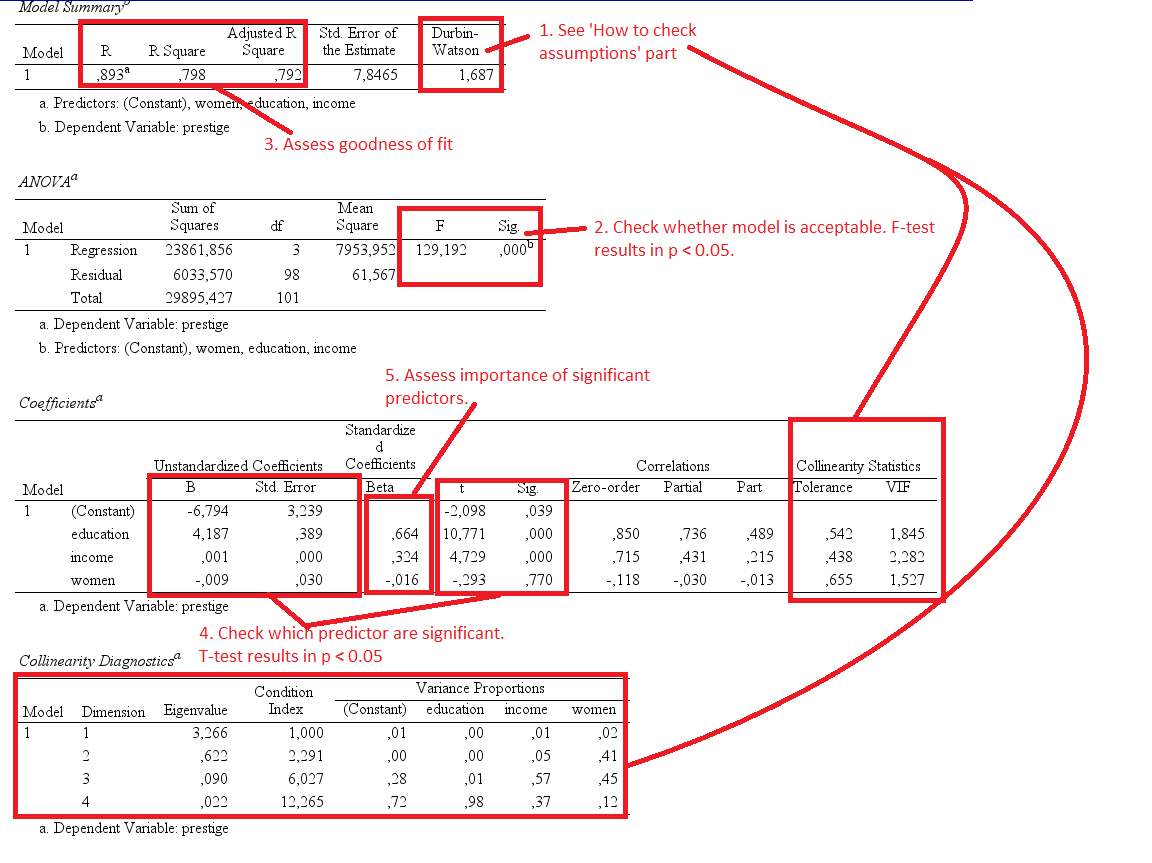 Model Summaryb
Model R R Square Adjusted R Square Std. Error of the Estimate Durbin-Watson
1 ,893a ,798 ,792 7,8465 1,687
a. Predictors: (Constant), women, education, income
b. Dependent Variable: prestige
1. See 'How to check
assumptions' part
3. Assess goodness of fit
ANOVAa
Model Sum of Squares df Mean Square F Sig.
1 Regression 23861,856 3 7953,952 129,192 ,000b
Residual 6033,570 98 61,567
Total 29895,427 101
a. Dependent Variable: prestige
b. Predictors: (Constant), women, education, income
2. Check whether model is acceptable. F-test
results in p < 0.05.
5. Assess importance of significant
predictors.
Coefficientsa
Standardize
d
Unstandardized Coefficients Coefficients Correlations Collinearity Statistics
Model B Std. Error Beta t Sig. Zero-order Partial Part Tolerance VIF
1 (Constant) -6,794 3,239 -2,098 ,039
education 4,187 ,389 ,664 10,771 ,000 ,850 ,736 ,489 ,542 1,845
income ,001 ,000 ,324 4,729 ,000 ,715 ,431 ,215 ,438 2,282
women -,009 ,030 -,016 -,293 ,770 -,118 -,030 -,013 ,655 1,527
a. Dependent Variable: prestige
4. Check which predictor are significant.
T-test results in p < 0.05
Collinearity Diagnosticsa
Condition Variance Proportions
Model Dimension Eigenvalue Index (Constant) education income women
1 1 3,266 1,000 ,01 ,00 ,01 ,02
2 ,622 2,291 ,00 ,00 ,05 ,41
3 ,090 6,027 ,28 ,01 ,57 ,45
4 ,022 12,265 ,72 ,98 ,37 ,12
a. Dependent Variable: prestige